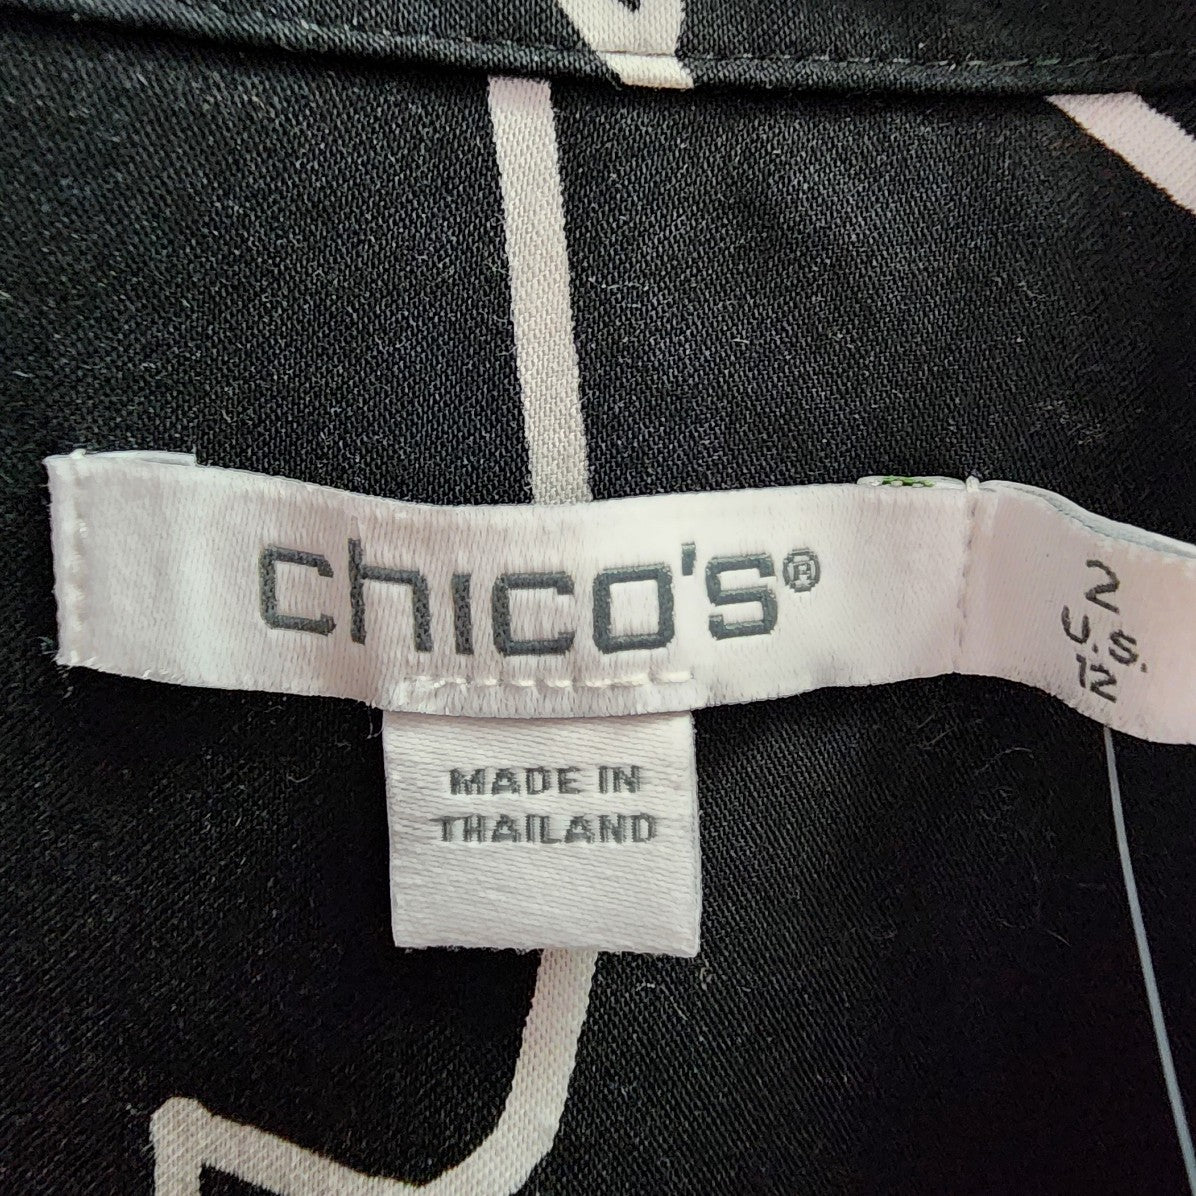 chico's®
2
U.S.
12
MADE IN
THAILAND